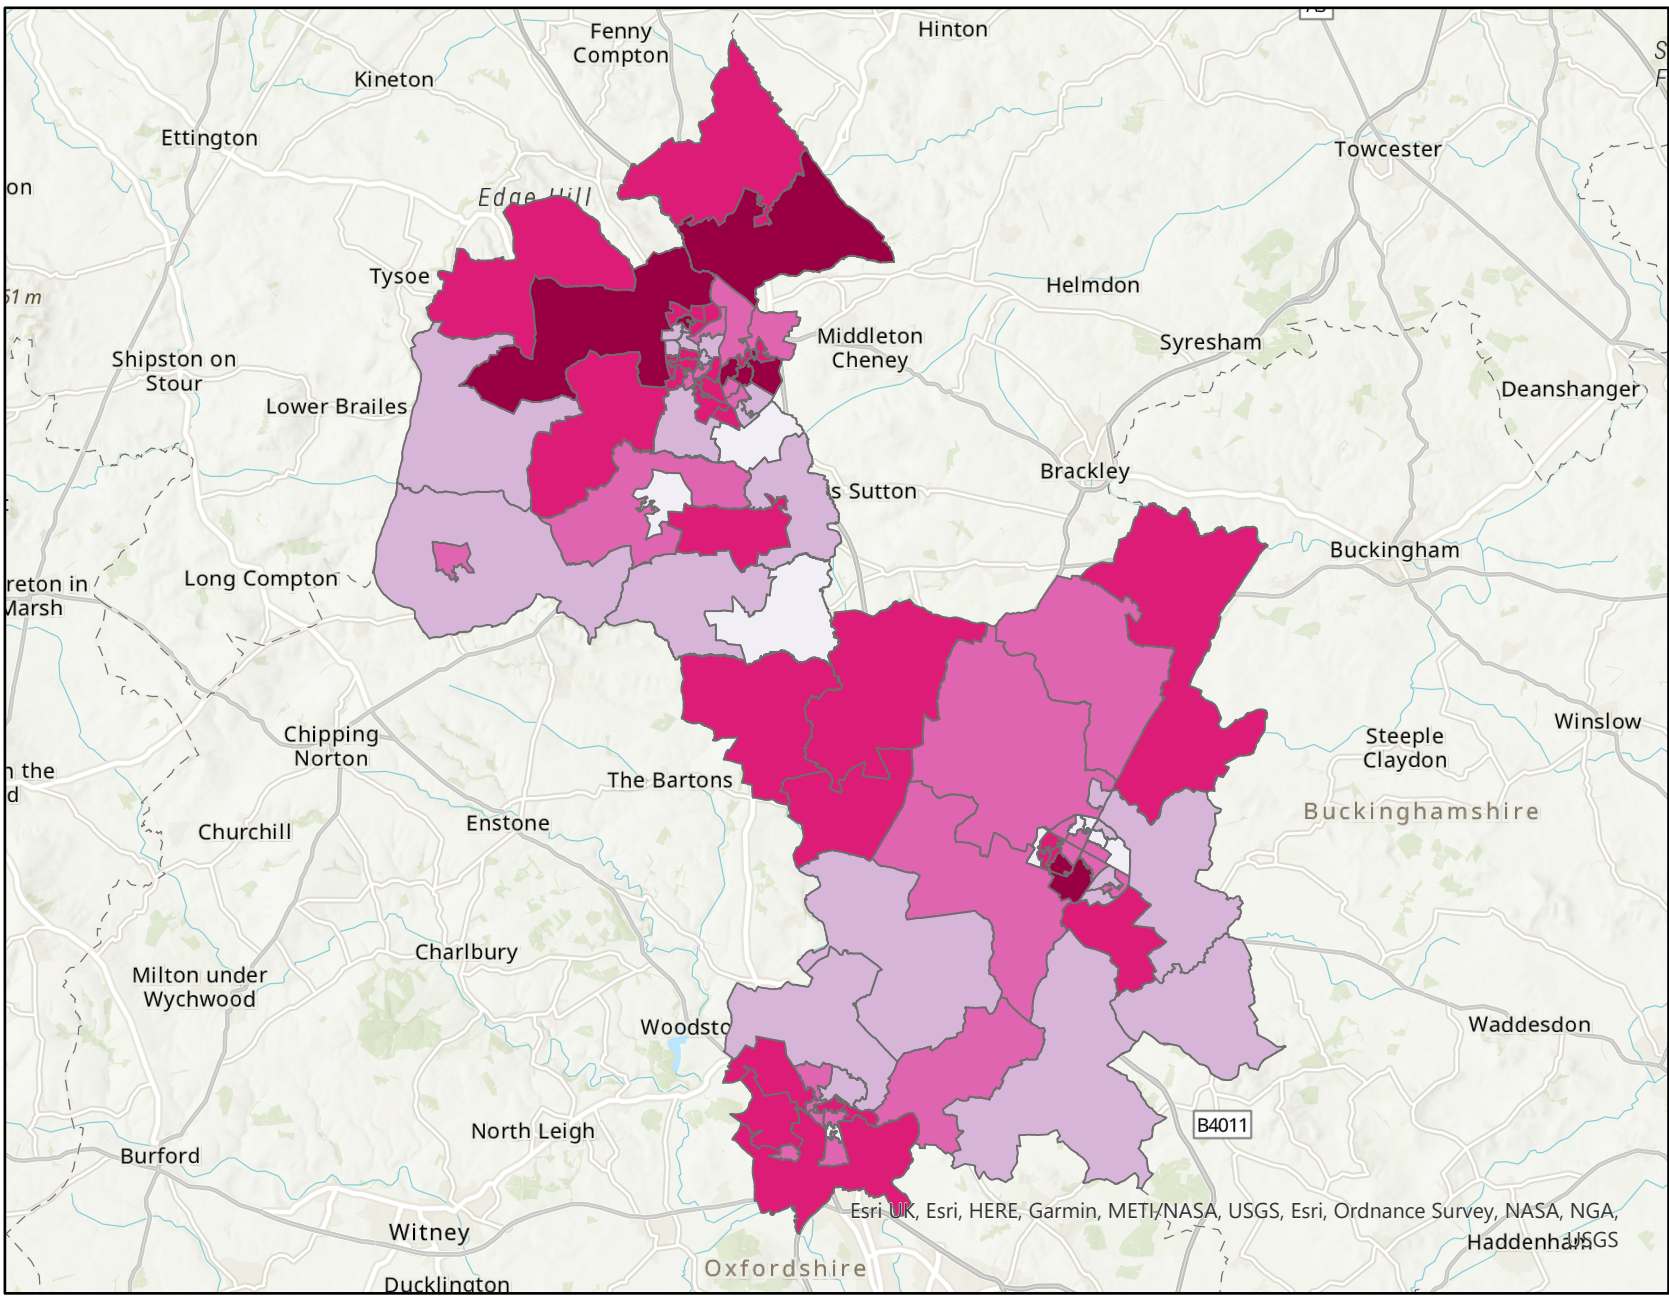 A5
Hinton
Fenny
Compton
Kineton
S
F
Ettington
Towcester
on
Edge Hill
Tysoe
Helmdon
51 m
Middleton
Cheney
Syresham
Shipston on
Stour
Deanshanger
Lower Brailes
Brackley
s Sutton
Buckingham
Long Compton
reton in
Marsh
Winslow
Chipping
Norton
Steeple
Claydon
n the
d
The Bartons
Buckinghamshire
Churchill
Enstone
Charlbury
Milton under
Wychwood
Woodsto
Waddesdon
North Leigh
B4011
Burford
Esri UK, Esri, HERE, Garmin, METI/NASA, USGS, Esri, Ordnance Survey, NASA, NGA,
USGS
Witney
Haddenham
Oxfordshire
Ducklington